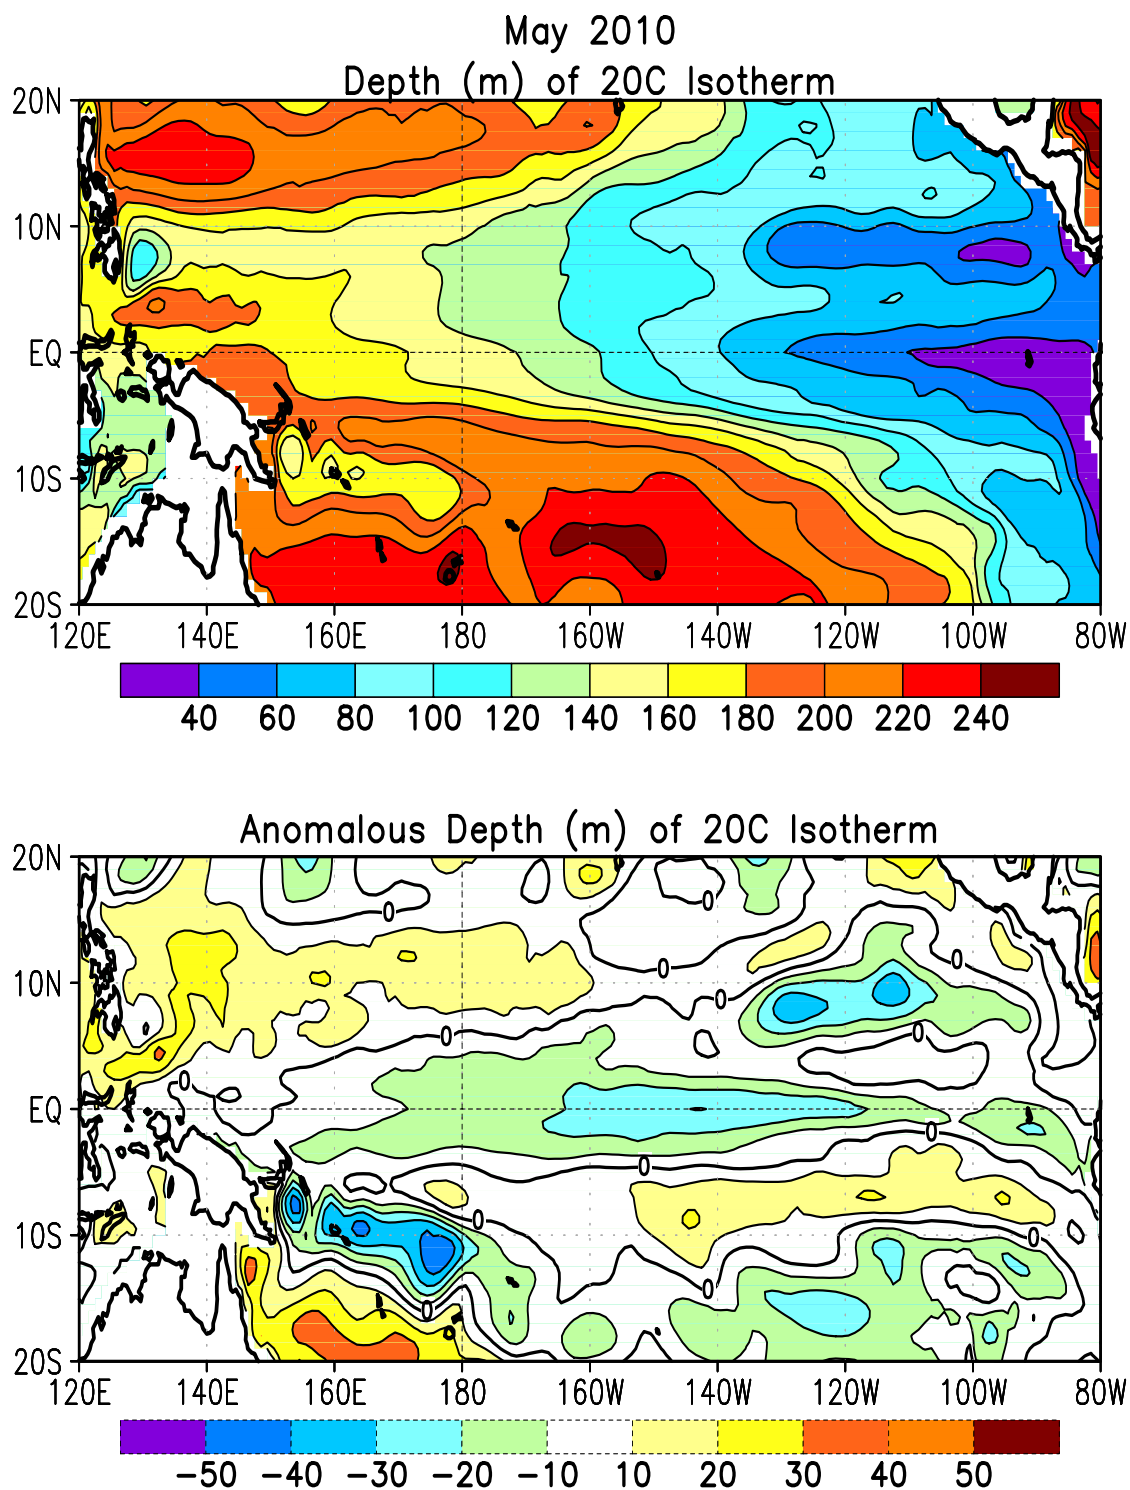 May 2010
Depth (m) of 20C Isotherm
20N
10N
EQ
10S
20S
120E 140E 160E 180 160W 140W 120W 100W 80W
40 60 80 100 120 140 160 180 200 220 240
Anomalous Depth (m) of 20C Isotherm
20N
0 0
0 0
10N
0
0 0
0
EQ
0
0
0
10S
0
0
0
20S
120E 140E 160E 180 160W 140W 120W 100W 80W
−50 −40 −30 −20 −10 10 20 30 40 50